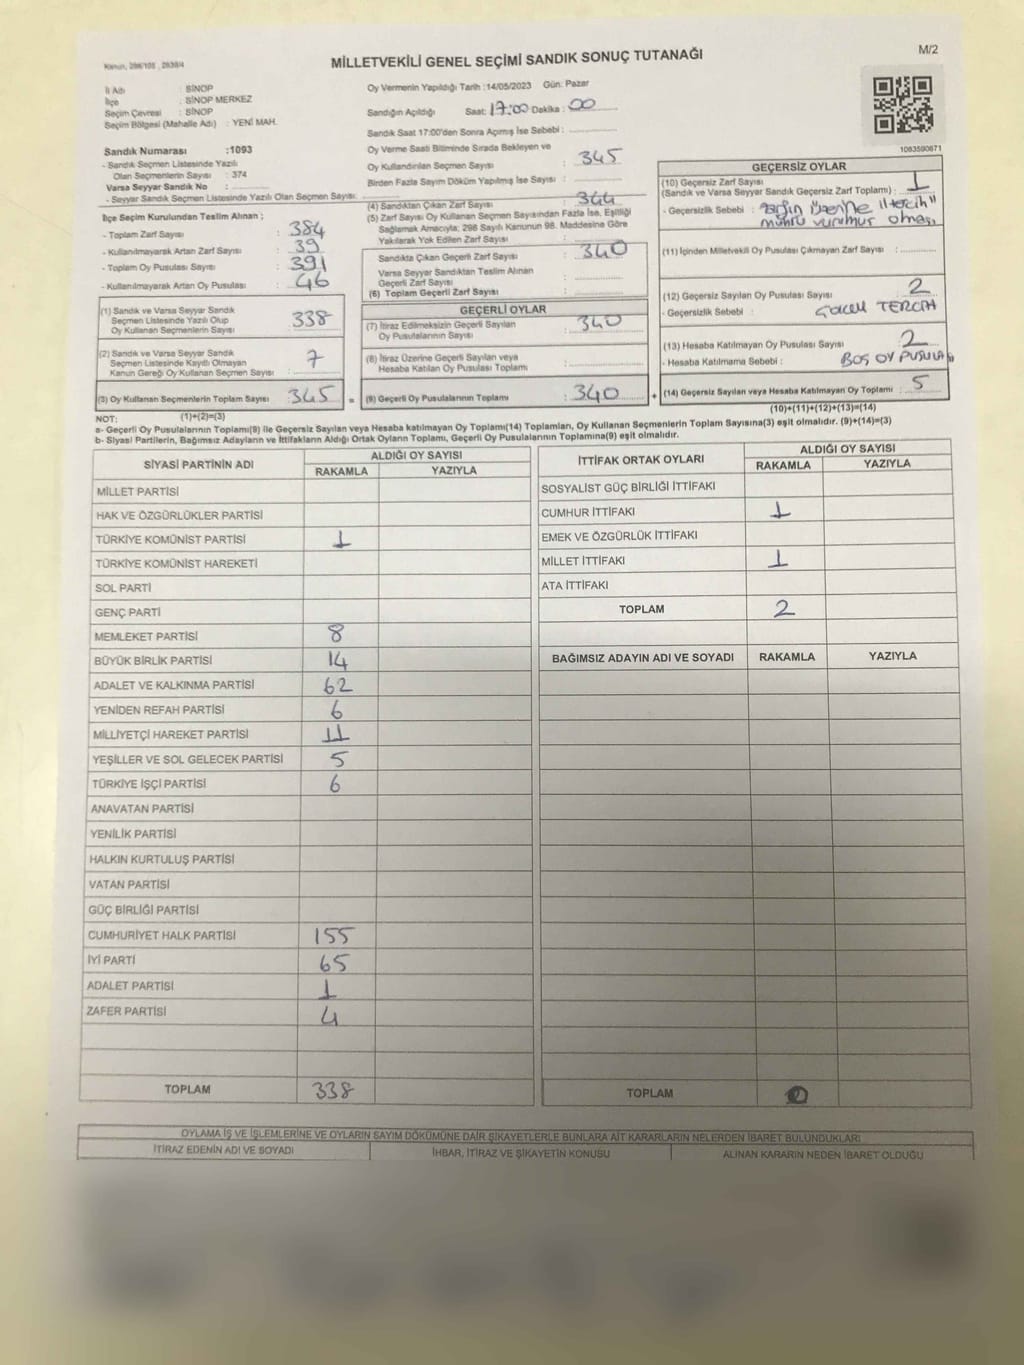 Kanun, 298/105 , 2839/4
MİLLETVEKİLİ GENEL SEÇİMİ SANDIK SONUÇ TUTANAĞI
M/2
İl Adı : SİNOP
İlçe : SİNOP MERKEZ
Seçim Çevresi : SİNOP
Seçim Bölgesi (Mahalle Adı) : YENİ MAH.
Sandık Numarası :1093
- Sandık Seçmen Listesinde Yazılı
Olan Seçmenlerin Sayısı : 374
Varsa Seyyar Sandık No :
- Seyyar Sandık Listesinde Yazılı Olan Seçmen Sayısı:
İlçe Seçim Kurulundan Teslim Alınan ;
- Toplam Zarf Sayısı : 384
- Kullanılmayarak Artan Zarf Sayısı : 39
- Toplam Oy Pusulası Sayısı : 391
- Kullanılmayarak Artan Oy Pusulası : 46
(1) Sandık ve Varsa Seyyar Sandık
Seçmen Listesinde Yazılı Olup
Oy Kullanan Seçmenlerin Sayısı : 338
(2) Sandık ve Varsa Seyyar Sandık
Seçmen Listesinde Kayıtlı Olmayan
Kanun Gereği Oy Kullanan Seçmen Sayısı : 7
(3) Oy Kullanan Seçmenlerin Toplam Sayısı : 345 =
Oy Vermenin Yapıldığı Tarih :14/05/2023 Gün: Pazar
Sandığın Açıldığı Saat: 17:00 Dakika : 00
Sandık Saat 17:00'den Sonra Açımış İse Sebebi :
Oy Verme Saati Bitiminde Sırada Bekleyen ve
Oy Kullandırılan Seçmen Sayısı : 345
Birden Fazla Sayım Döküm Yapılmış İse Sayısı :
(4) Sandıktan Çıkan Zarf Sayısı : 344
(5) Zarf Sayısı Oy Kullanan Seçmen Sayısından Fazla İse, Eşitliği
Sağlamak Amacıyla; 298 Sayılı Kanunun 98. Maddesine Göre
Yakılarak Yok Edilen Zarf Sayısı :
Sandıkta Çıkan Geçerli Zarf Sayısı : 340
Varsa Seyyar Sandıktan Teslim Alınan
Geçerli Zarf Sayısı :
(6) Toplam Geçerli Zarf Sayısı :
GEÇERLİ OYLAR
(7) İtiraz Edilmeksizin Geçerli Sayılan
Oy Pusulalarının Sayısı : 340
(8) İtiraz Üzerine Geçerli Sayılan veya
Hesaba Katılan Oy Pusulası Toplamı :
(9) Geçerli Oy Pusulalarının Toplamı : 340 +
1083590871
GEÇERSİZ OYLAR
(10) Geçersiz Zarf Sayısı
(Sandık ve Varsa Seyyar Sandık Geçersiz Zarf Toplamı) : 1
- Geçersizlik Sebebi : Zarfın üzerine "tercih"
mührü vurulmuş olması
(11) İçinden Milletvekili Oy Pusulası Çıkmayan Zarf Sayısı :
(12) Geçersiz Sayılan Oy Pusulası Sayısı : 2
- Geçersizlik Sebebi : TERCİH
(13) Hesaba Katılmayan Oy Pusulası Sayısı : 2
- Hesaba Katılmama Sebebi : BOŞ OY PUSULASI
(14) Geçersiz Sayılan veya Hesaba Katılmayan Oy Toplamı : 5
NOT: (1)+(2)=(3)
(10)+(11)+(12)+(13)=(14)
a- Geçerli Oy Pusulalarının Toplamı(9) ile Geçersiz Sayılan veya Hesaba katılmayan Oy Toplamı(14) Toplamları, Oy Kullanan Seçmenlerin Toplam Sayısına(3) eşit olmalıdır. (9)+(14)=(3)
b- Siyasi Partilerin, Bağımsız Adayların ve İttifakların Aldığı Ortak Oyların Toplamı, Geçerli Oy Pusulalarının Toplamına(9) eşit olmalıdır.
SİYASİ PARTİNİN ADI
ALDIĞI OY SAYISI
RAKAMLA YAZIYLA
MİLLET PARTİSİ
HAK VE ÖZGÜRLÜKLER PARTİSİ
TÜRKİYE KOMÜNİST PARTİSİ 1
TÜRKİYE KOMÜNİST HAREKETİ
SOL PARTİ
GENÇ PARTİ
MEMLEKET PARTİSİ 8
BÜYÜK BİRLİK PARTİSİ 14
ADALET VE KALKINMA PARTİSİ 62
YENİDEN REFAH PARTİSİ 6
MİLLİYETÇİ HAREKET PARTİSİ 11
YEŞİLLER VE SOL GELECEK PARTİSİ 5
TÜRKİYE İŞÇİ PARTİSİ 6
ANAVATAN PARTİSİ
YENİLİK PARTİSİ
HALKIN KURTULUŞ PARTİSİ
VATAN PARTİSİ
GÜÇ BİRLİĞİ PARTİSİ
CUMHURİYET HALK PARTİSİ 155
İYİ PARTİ 65
ADALET PARTİSİ 1
ZAFER PARTİSİ 4
TOPLAM 338
İTTİFAK ORTAK OYLARI
ALDIĞI OY SAYISI
RAKAMLA YAZIYLA
SOSYALİST GÜÇ BİRLİĞİ İTTİFAKI
CUMHUR İTTİFAKI 1
EMEK VE ÖZGÜRLÜK İTTİFAKI
MİLLET İTTİFAKI 1
ATA İTTİFAKI
TOPLAM 2
BAĞIMSIZ ADAYIN ADI VE SOYADI RAKAMLA YAZIYLA
TOPLAM
OYLAMA İŞ VE İŞLEMLERİNE VE OYLARIN SAYIM DÖKÜMÜNE DAİR ŞİKAYETLERLE BUNLARA AİT KARARLARIN NELERDEN İBARET BULUNDUKLARI
İTİRAZ EDENİN ADI VE SOYADI
İHBAR, İTİRAZ VE ŞİKAYETİN KONUSU
ALINAN KARARIN NEDEN İBARET OLDUĞU